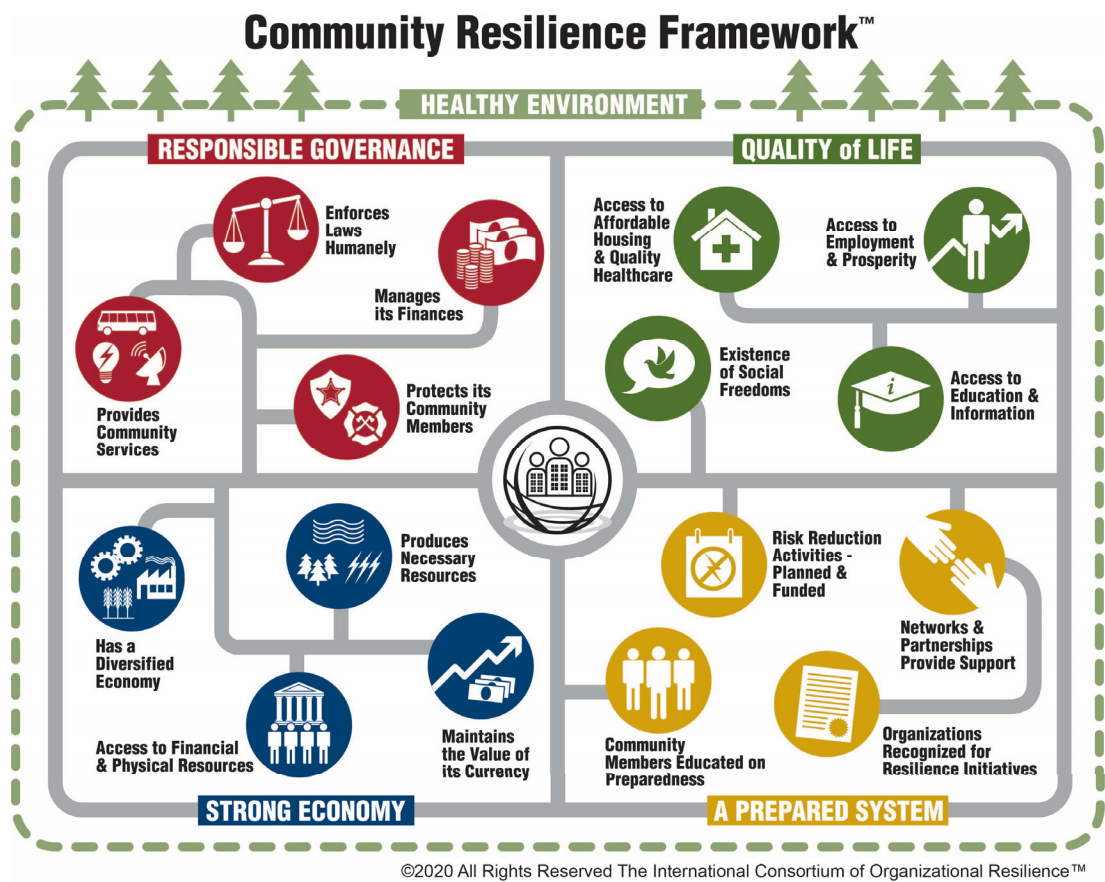 Community Resilience Framework™
HEALTHY ENVIRONMENT
RESPONSIBLE GOVERNANCE
Enforces
Laws
Humanely
Manages
its Finances
Provides
Community
Services
Protects its
Community
Members
QUALITY of LIFE
Access to
Affordable
Housing
& Quality
Healthcare
Access to
Employment
& Prosperity
Existence
of Social
Freedoms
i
Access to
Education &
Information
Has a
Diversified
Economy
Produces
Necessary
Resources
Access to Financial
& Physical Resources
Maintains
the Value of
its Currency
STRONG ECONOMY
Risk Reduction
Activities -
Planned &
Funded
Networks &
Partnerships
Provide Support
Community
Members Educated on
Preparedness
Organizations
Recognized for
Resilience Initiatives
A PREPARED SYSTEM
©2020 All Rights Reserved The International Consortium of Organizational Resilience™